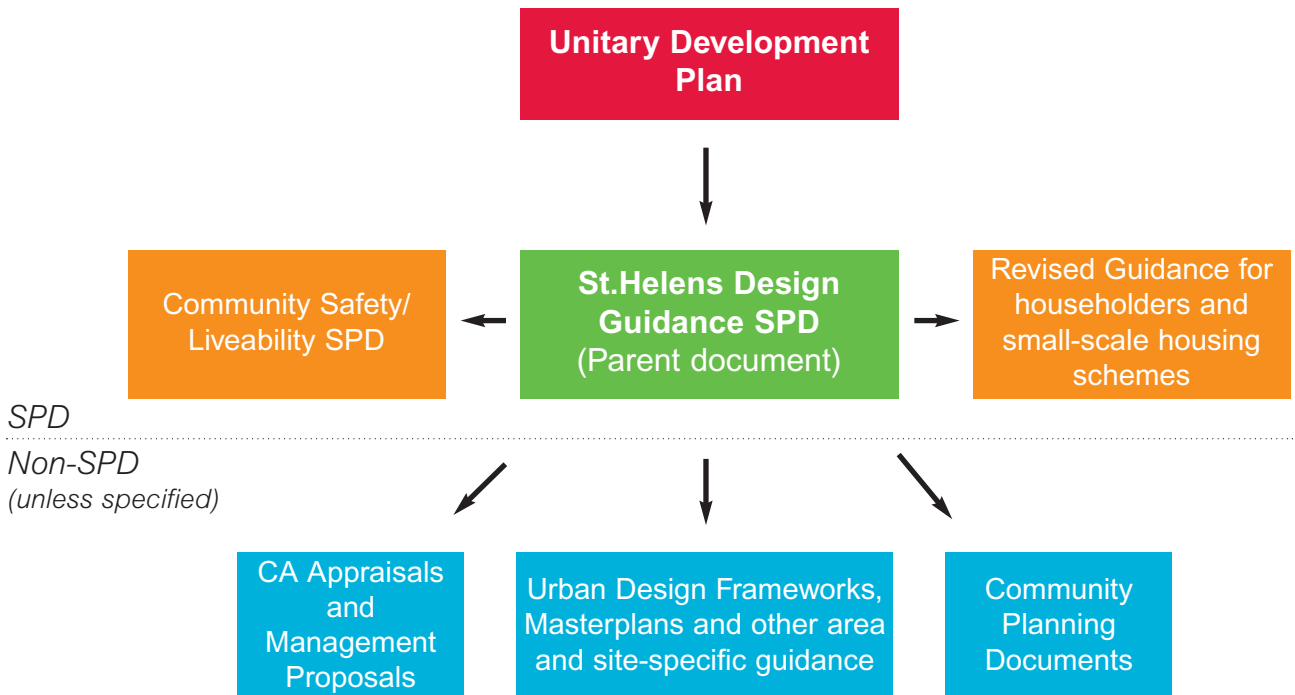 Unitary Development
Plan
Community Safety/
Liveability SPD
St.Helens Design
Guidance SPD
(Parent document)
Revised Guidance for
householders and
small-scale housing
schemes
SPD
Non-SPD
(unless specified)
CA Appraisals
and
Management
Proposals
Urban Design Frameworks,
Masterplans and other area
and site-specific guidance
Community
Planning
Documents